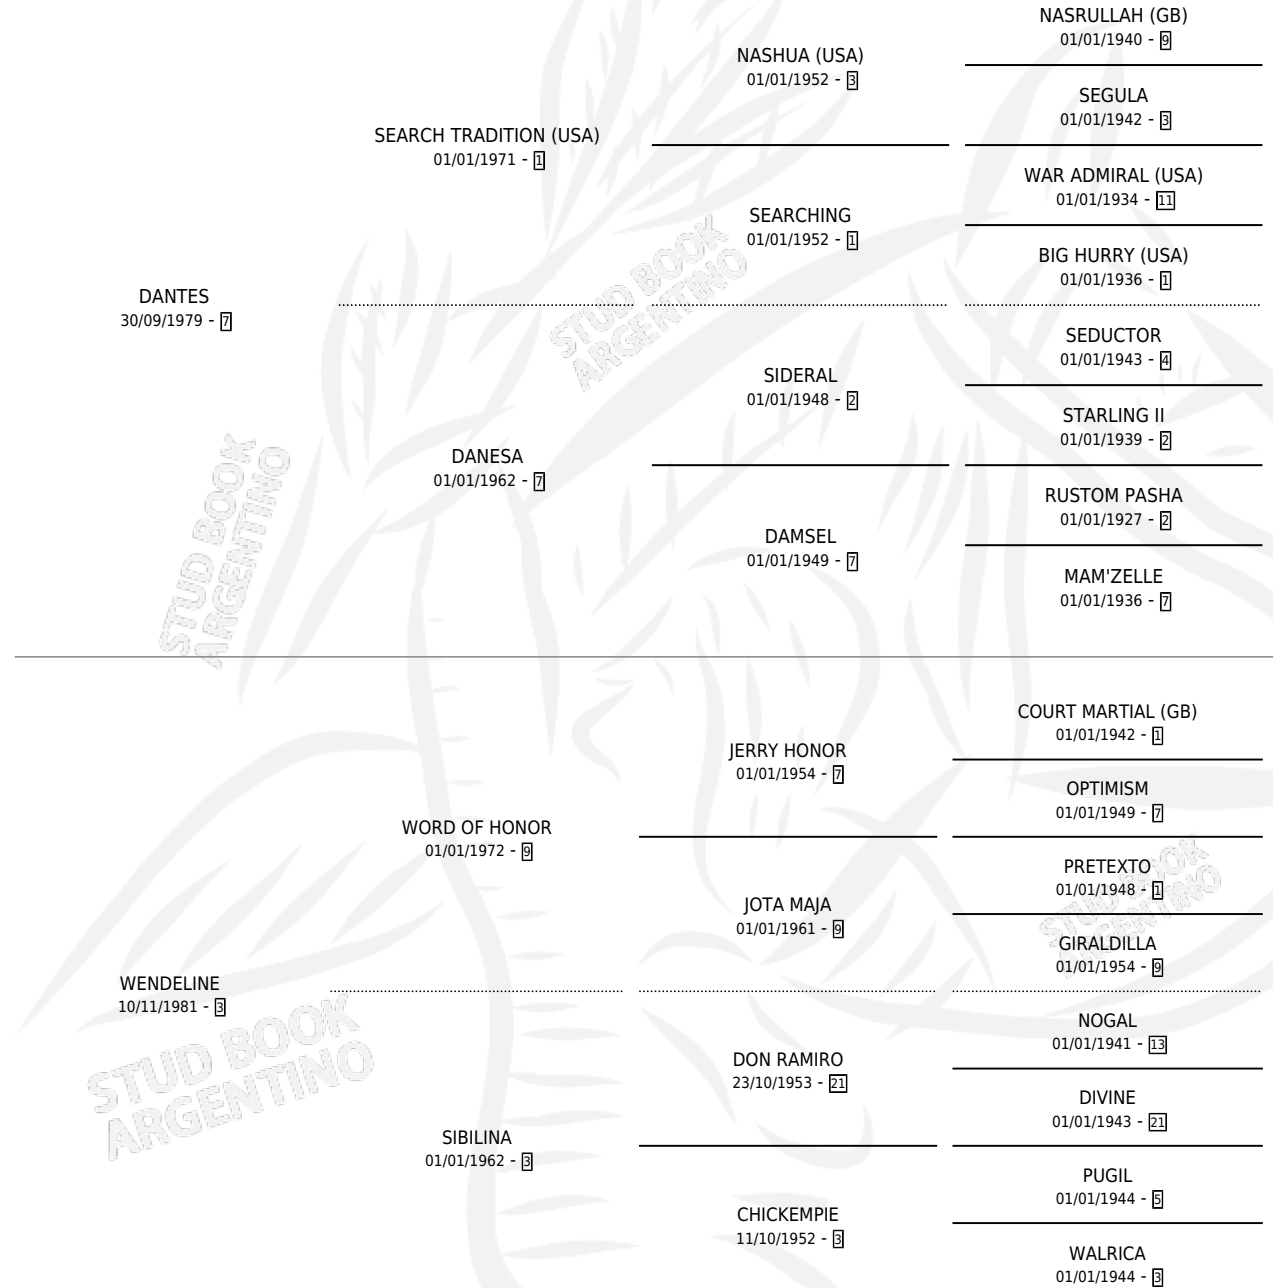 NASRULLAH (GB)
01/01/1940 - 9
NASHUA (USA)
01/01/1952 - 3
SEGULA
01/01/1942 - 3
SEARCH TRADITION (USA)
01/01/1971 - 1
WAR ADMIRAL (USA)
01/01/1934 - 11
SEARCHING
01/01/1952 - 1
BIG HURRY (USA)
01/01/1936 - 1
DANTES
30/09/1979 - 7
SEDUCTOR
01/01/1943 - 4
SIDERAL
01/01/1948 - 2
STARLING II
01/01/1939 - 2
DANESA
01/01/1962 - 7
RUSTOM PASHA
01/01/1927 - 2
DAMSEL
01/01/1949 - 7
MAM'ZELLE
01/01/1936 - 7
COURT MARTIAL (GB)
01/01/1942 - 1
JERRY HONOR
01/01/1954 - 7
OPTIMISM
01/01/1949 - 7
WORD OF HONOR
01/01/1972 - 9
PRETEXTO
01/01/1948 - 1
JOTA MAJA
01/01/1961 - 9
GIRALDILLA
01/01/1954 - 9
WENDELINE
10/11/1981 - 3
NOGAL
01/01/1941 - 13
DON RAMIRO
23/10/1953 - 21
DIVINE
01/01/1943 - 21
SIBILINA
01/01/1962 - 3
PUGIL
01/01/1944 - 5
CHICKEMPIE
11/10/1952 - 3
WALRICA
01/01/1944 - 3
STUD BOOK
ARGENTINO
STUD BOOK
ARGENTINO
STUD BOOK
ARGENTINO
STUD BOOK
ARGENTINO